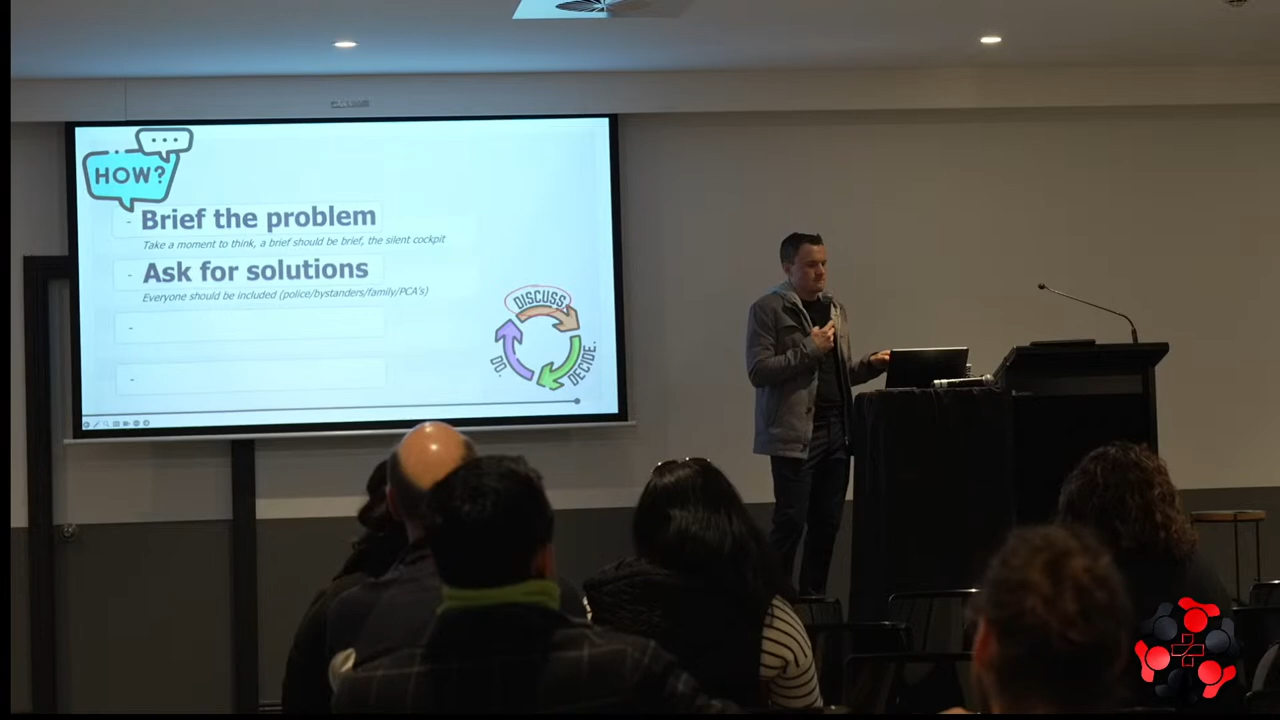 HOW?
- Brief the problem
Take a moment to think, a brief should be brief, the silent cockpit
- Ask for solutions
Everyone should be included (police/bystanders/family/PCA's)
-
-
DISCUSS.
DECIDE.
DO.